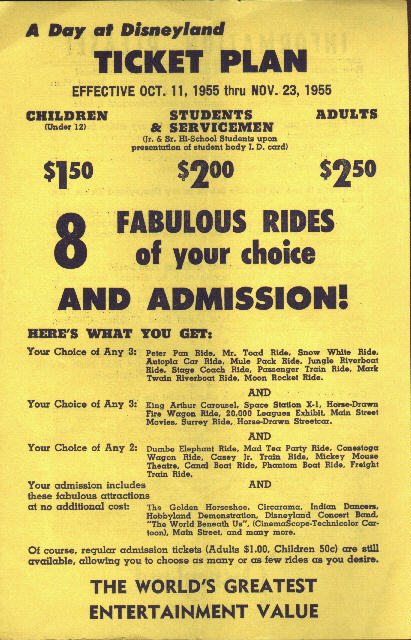 A Day at Disneyland
TICKET PLAN
EFFECTIVE OCT. 11, 1955 thru NOV. 23, 1955
CHILDREN
(Under 12)
$1.50
STUDENTS
& SERVICEMEN
(Jr. & Sr. Hi-School Students upon
presentation of student body I. D. card)
$2.00
ADULTS
$2.50
8 FABULOUS RIDES
of your choice
AND ADMISSION!
HERE'S WHAT YOU GET:
Your Choice of Any 3: Peter Pan Ride, Mr. Toad Ride, Snow White Ride,
Autopia Car Ride, Mule Pack Ride, Jungle Riverboat
Ride, Stage Coach Ride, Passenger Train Ride, Mark
Twain Riverboat Ride, Moon Rocket Ride.
AND
Your Choice of Any 3: King Arthur Carousel, Space Station X-1, Horse-Drawn
Fire Wagon Ride, 20,000 Leagues Exhibit, Main Street
Movies, Surrey Ride, Horse-Drawn Streetcar.
AND
Your Choice of Any 2: Dumbo Elephant Ride, Mad Tea Party Ride, Conestoga
Wagon Ride, Casey Jr. Train Ride, Mickey Mouse
Theatre, Canal Boat Ride, Phantom Boat Ride, Freight
Train Ride.
AND
Your admission includes
these fabulous attractions
at no additional cost: The Golden Horseshoe, Circarama, Indian Dancers,
Hobbyland Demonstration, Disneyland Concert Band,
"The World Beneath Us", (CinemaScope-Technicolor Car-
toon), Main Street, and many more.
Of course, regular admission tickets (Adults $1.00, Children 50c) are still
available, allowing you to choose as many or as few rides as you desire.
THE WORLD'S GREATEST
ENTERTAINMENT VALUE